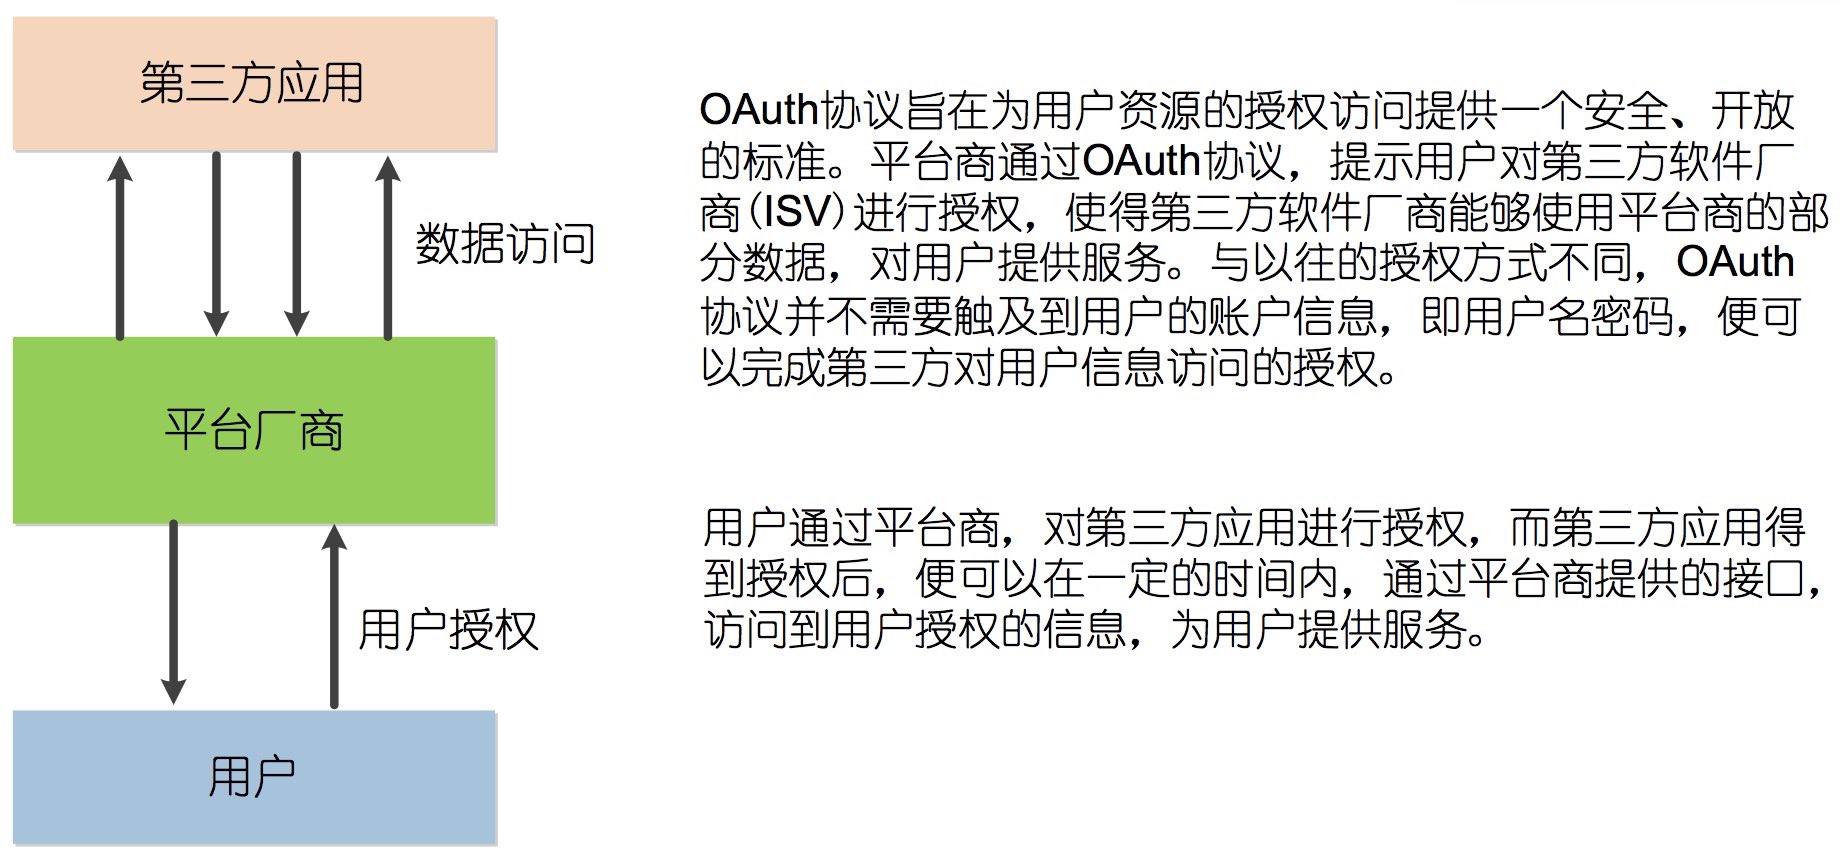 第三方应用
数据访问
平台厂商
用户授权
用户
OAuth协议旨在为用户资源的授权访问提供一个安全、开放
的标准。平台商通过OAuth协议，提示用户对第三方软件厂
商(ISV)进行授权，使得第三方软件厂商能够使用平台商的部
分数据，对用户提供服务。与以往的授权方式不同，OAuth
协议并不需要触及到用户的账户信息，即用户名密码，便可
以完成第三方对用户信息访问的授权。
用户通过平台商，对第三方应用进行授权，而第三方应用得
到授权后，便可以在一定的时间内，通过平台商提供的接口，
访问到用户授权的信息，为用户提供服务。